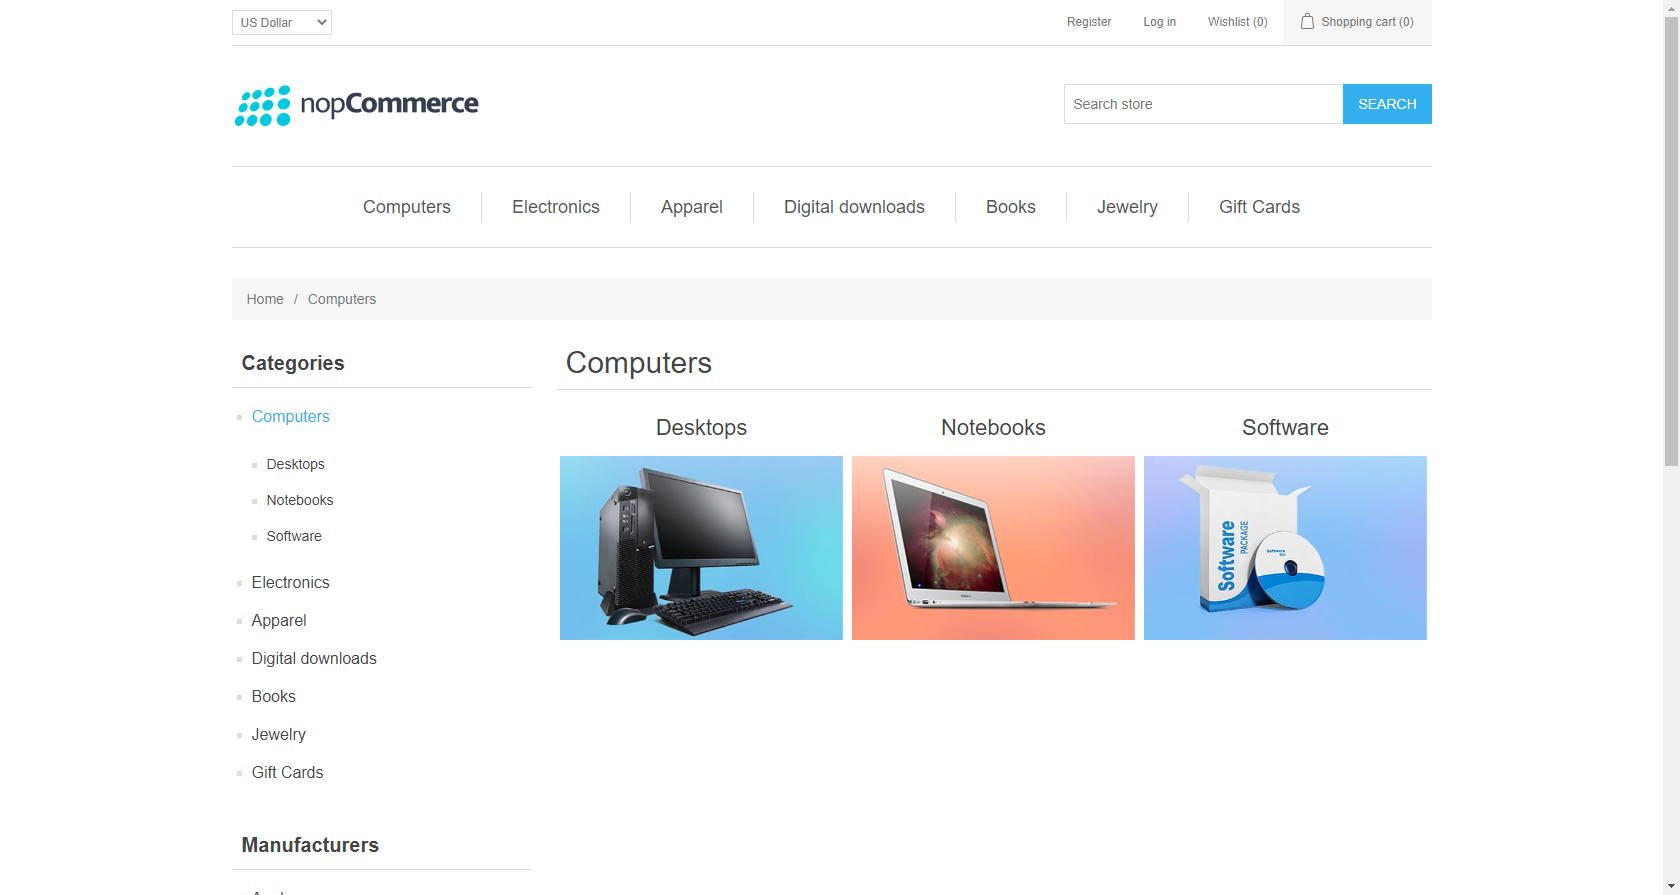 US Dollar
Register
Log in
Wishlist (0)
Shopping cart (0)
nopCommerce
Search store
SEARCH
Computers
Electronics
Apparel
Digital downloads
Books
Jewelry
Gift Cards
Home / Computers
Categories
Computers
Desktops
Notebooks
Software
Electronics
Apparel
Digital downloads
Books
Jewelry
Gift Cards
Manufacturers
Computers
Desktops
Notebooks
Software
Software
PACKAGE
Software